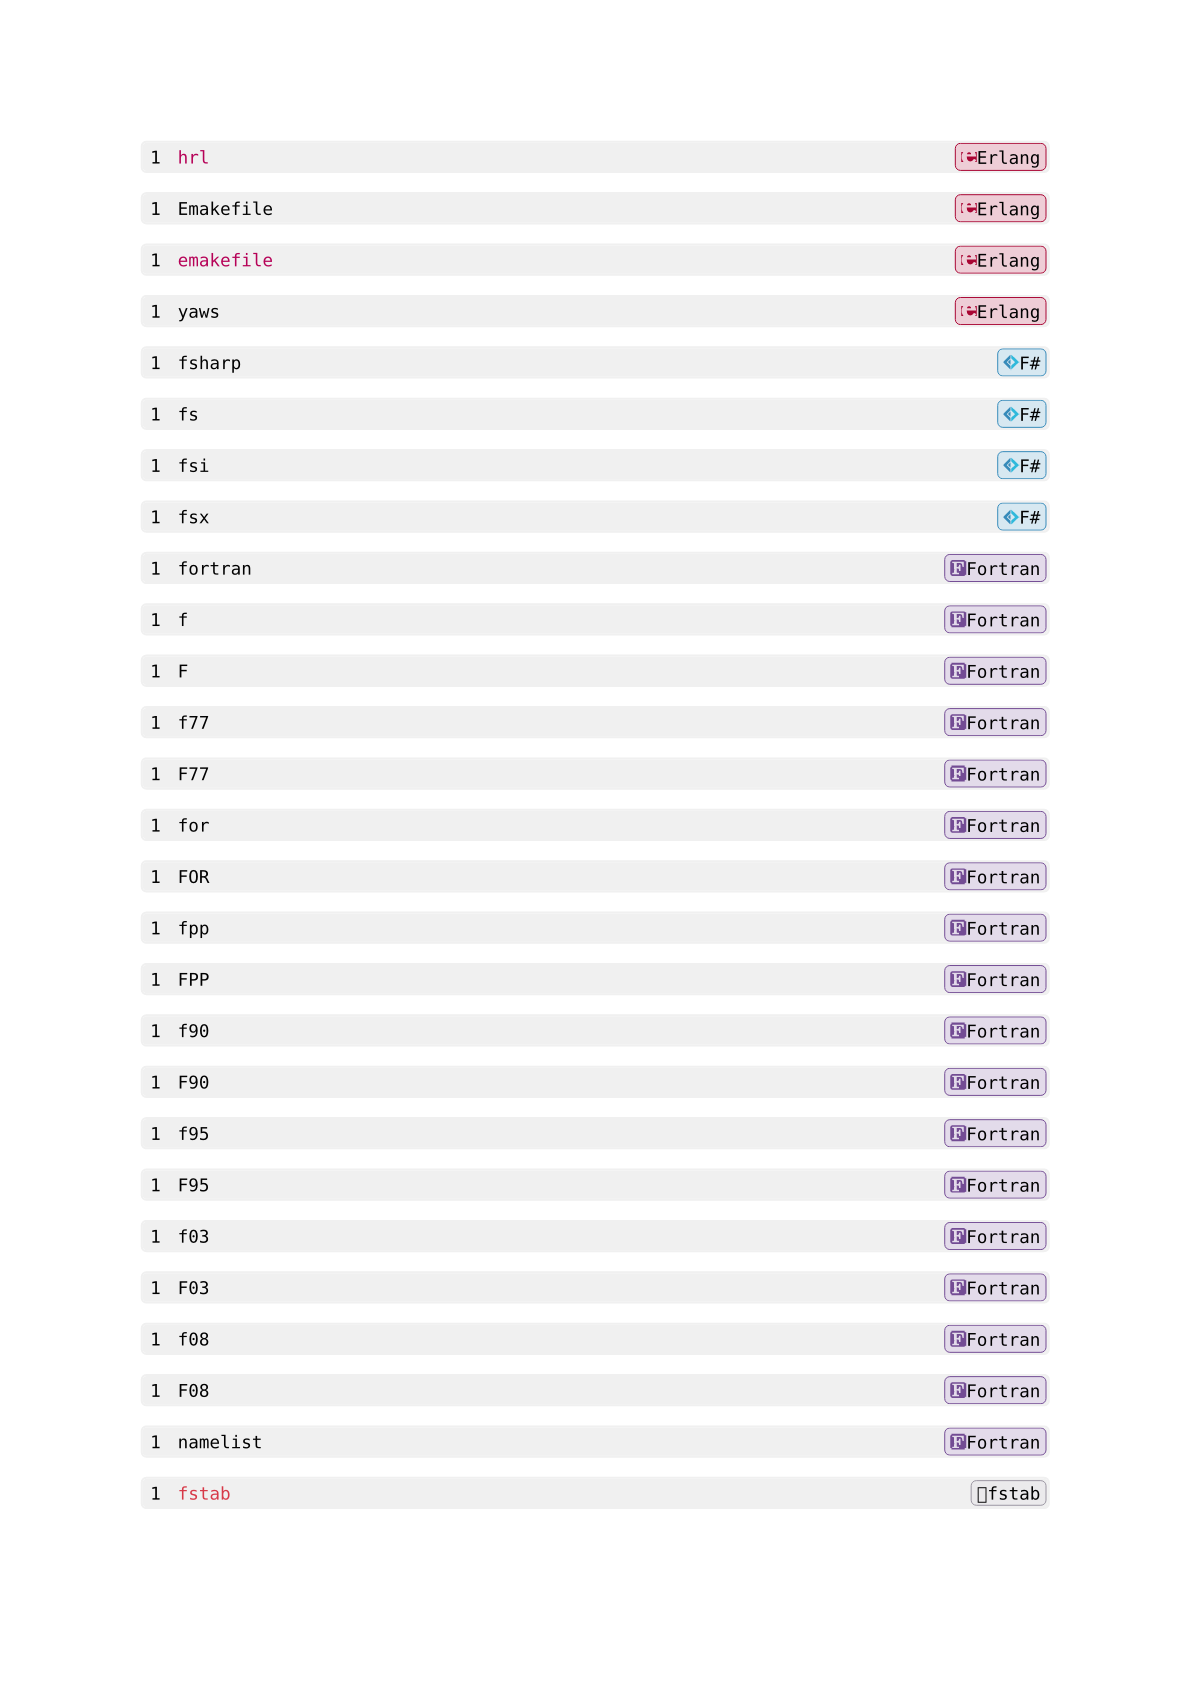 1 hrl Erlang
1 Emakefile Erlang
1 emakefile Erlang
1 yaws Erlang
1 fsharp F#
1 fs F#
1 fsi F#
1 fsx F#
1 fortran Fortran
1 f Fortran
1 F Fortran
1 f77 Fortran
1 F77 Fortran
1 for Fortran
1 FOR Fortran
1 fpp Fortran
1 FPP Fortran
1 f90 Fortran
1 F90 Fortran
1 f95 Fortran
1 F95 Fortran
1 f03 Fortran
1 F03 Fortran
1 f08 Fortran
1 F08 Fortran
1 namelist Fortran
1 fstab fstab